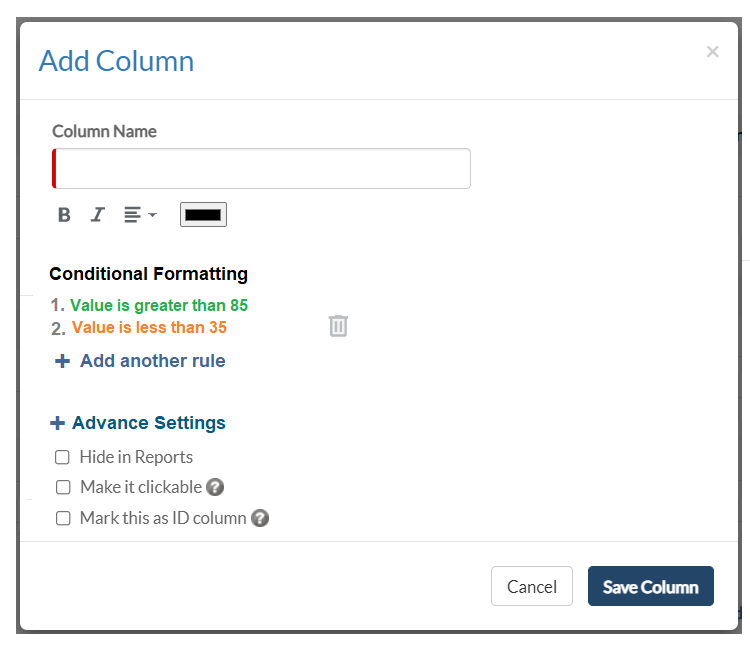 Add Column
×
Column Name
B I
Conditional Formatting
1. Value is greater than 85
2. Value is less than 35
+ Add another rule
+ Advance Settings
Hide in Reports
Make it clickable ?
Mark this as ID column ?
Cancel Save Column